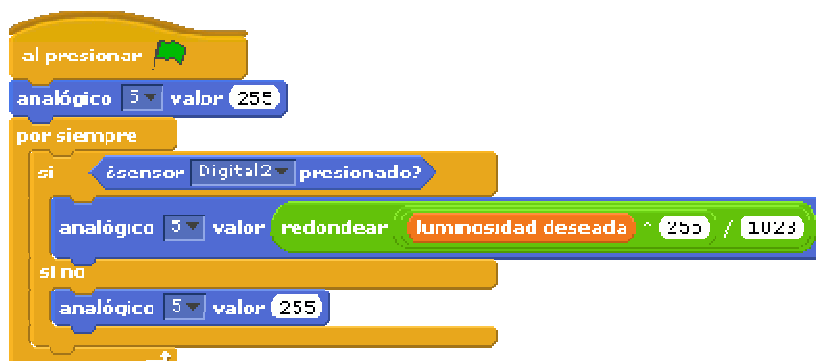 al presionar
analógico 5 valor 255
por siempre
si ¿sensor Digital2 presionado?
analógico 5 valor redondear luminosidad deseada * 255 / 1023
si no
analógico 5 valor 255